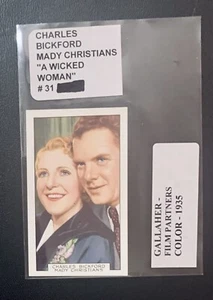 CHARLES
BICKFORD
MADY CHRISTIANS
"A WICKED
WOMAN"
# 31
CHARLES BICKFORD
MADY CHRISTIANS
GALLAHER -
FILM PARTNERS
COLOR - 1935